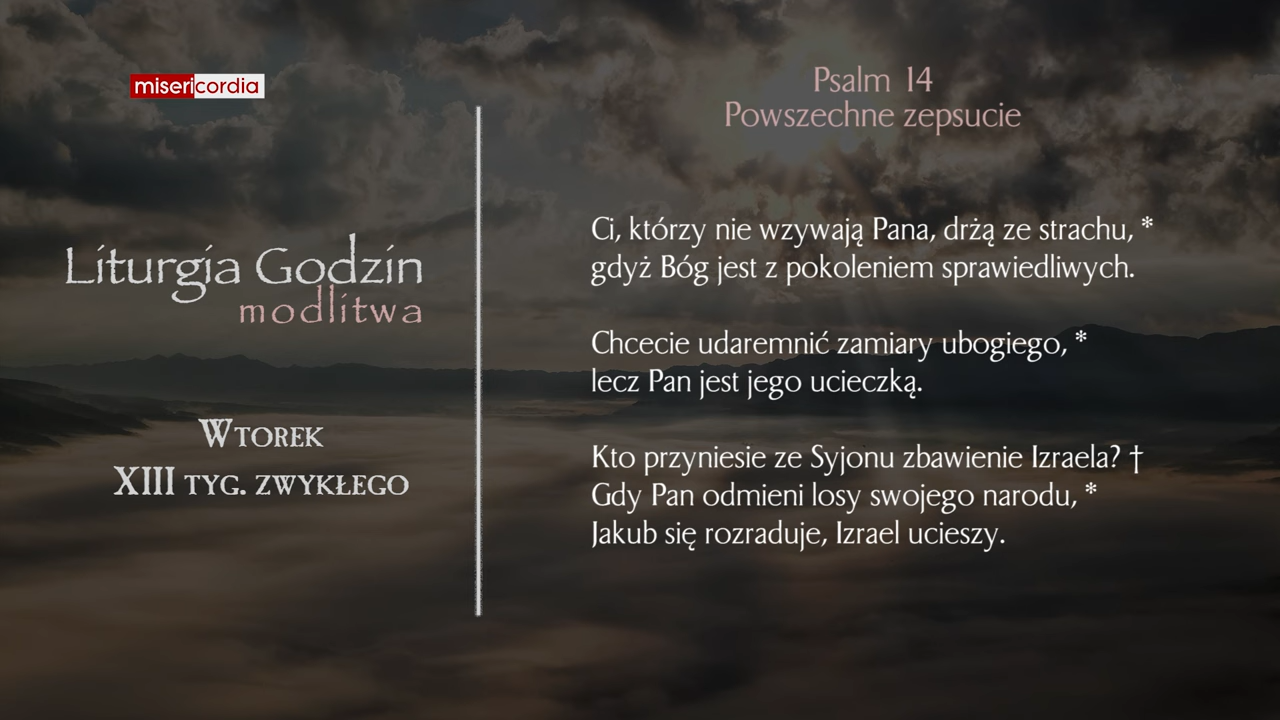 misericordia
Liturgia Godzin
modlitwa
Wtorek
XIII tyg. zwykłego
Psalm 14
Powszechne zepsucie
Ci, którzy nie wzywają Pana, drżą ze strachu, *
gdyż Bóg jest z pokoleniem sprawiedliwych.
Chcecie udaremnić zamiary ubogiego, *
lecz Pan jest jego ucieczką.
Kto przyniesie ze Syjonu zbawienie Izraela? †
Gdy Pan odmieni losy swojego narodu, *
Jakub się rozraduje, Izrael ucieszy.